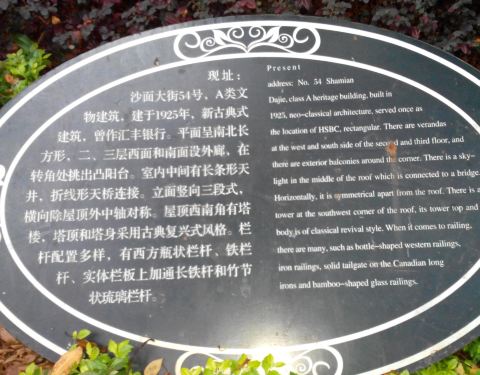 现址：
沙面大街54号，A类文
物建筑，建于1925年，新古典式
建筑，曾作汇丰银行。平面呈南北长
方形，二、三层西面和南面设外廊，在
转角处挑出凸阳台。室内中间有长条形天
井，折线形天桥连接。立面竖向三段式，
横向除屋顶外中轴对称。屋顶西南角有塔
楼，塔顶和塔身采用古典复兴式风格。栏
杆配置多样，有西方瓶状栏杆、铁栏
杆、实体栏板上加通长铁杆和竹节
状琉璃栏杆。
Present
address: No. 54 Shamian
Dajie, class A heritage building, built in
1925, neo-classical architecture, served once as
the location of HSBC, rectangular. There are verandas
at the west and south side of the second and third floor, and
there are exterior balconies around the corner. There is a sky-
light in the middle of the roof which is connected to a bridge.
Horizontally, it is symmetrical apart from the roof. There is a
tower at the southwest corner of the roof, its tower top and
body is of classical revival style. When it comes to railing,
there are many, such as bottle-shaped western railings,
iron railings, solid tailgate on the Canadian long
irons and bamboo-shaped glass railings.